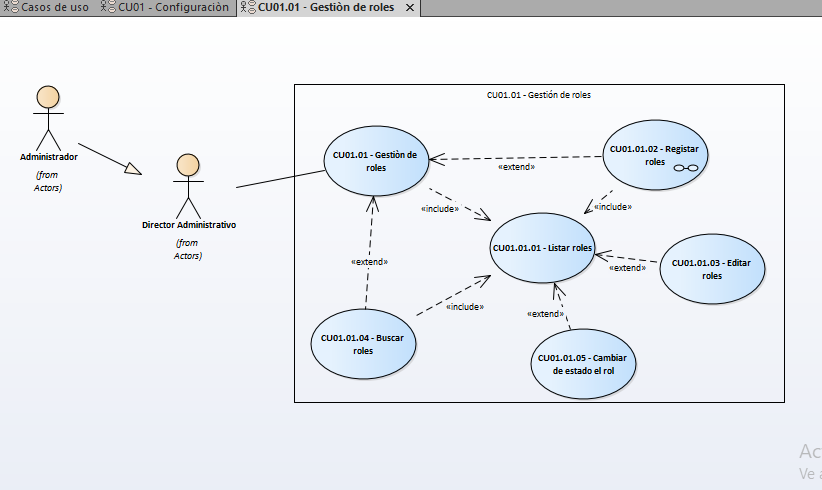 Casos de uso
CU01 - Configuraciòn
CU01.01 - Gestiòn de roles
CU01.01 - Gestión de roles
Administrador
(from
Actors)
Director Administrativo
(from
Actors)
CU01.01 - Gestiòn de
roles
CU01.01.02 - Registar
roles
«extend»
«include»
«include»
CU01.01.01 - Listar roles
«extend»
CU01.01.03 - Editar
roles
«extend»
«include»
«extend»
CU01.01.04 - Buscar
roles
CU01.01.05 - Cambiar
de estado el rol
Ac
Ve a